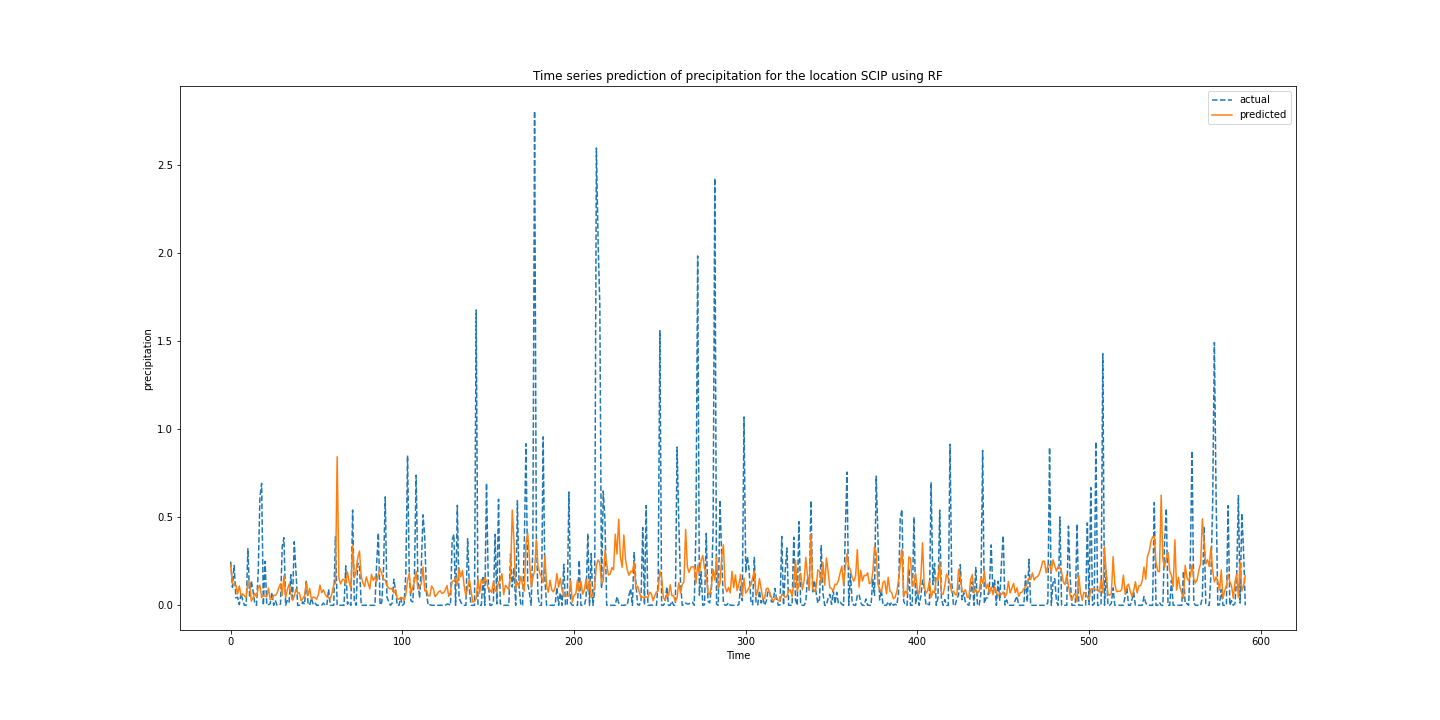 Time series prediction of precipitation for the location SCIP using RF
actual
predicted
2.5
2.0
1.5
1.0
0.5
0.0
precipitation
0 100 200 300 400 500 600
Time